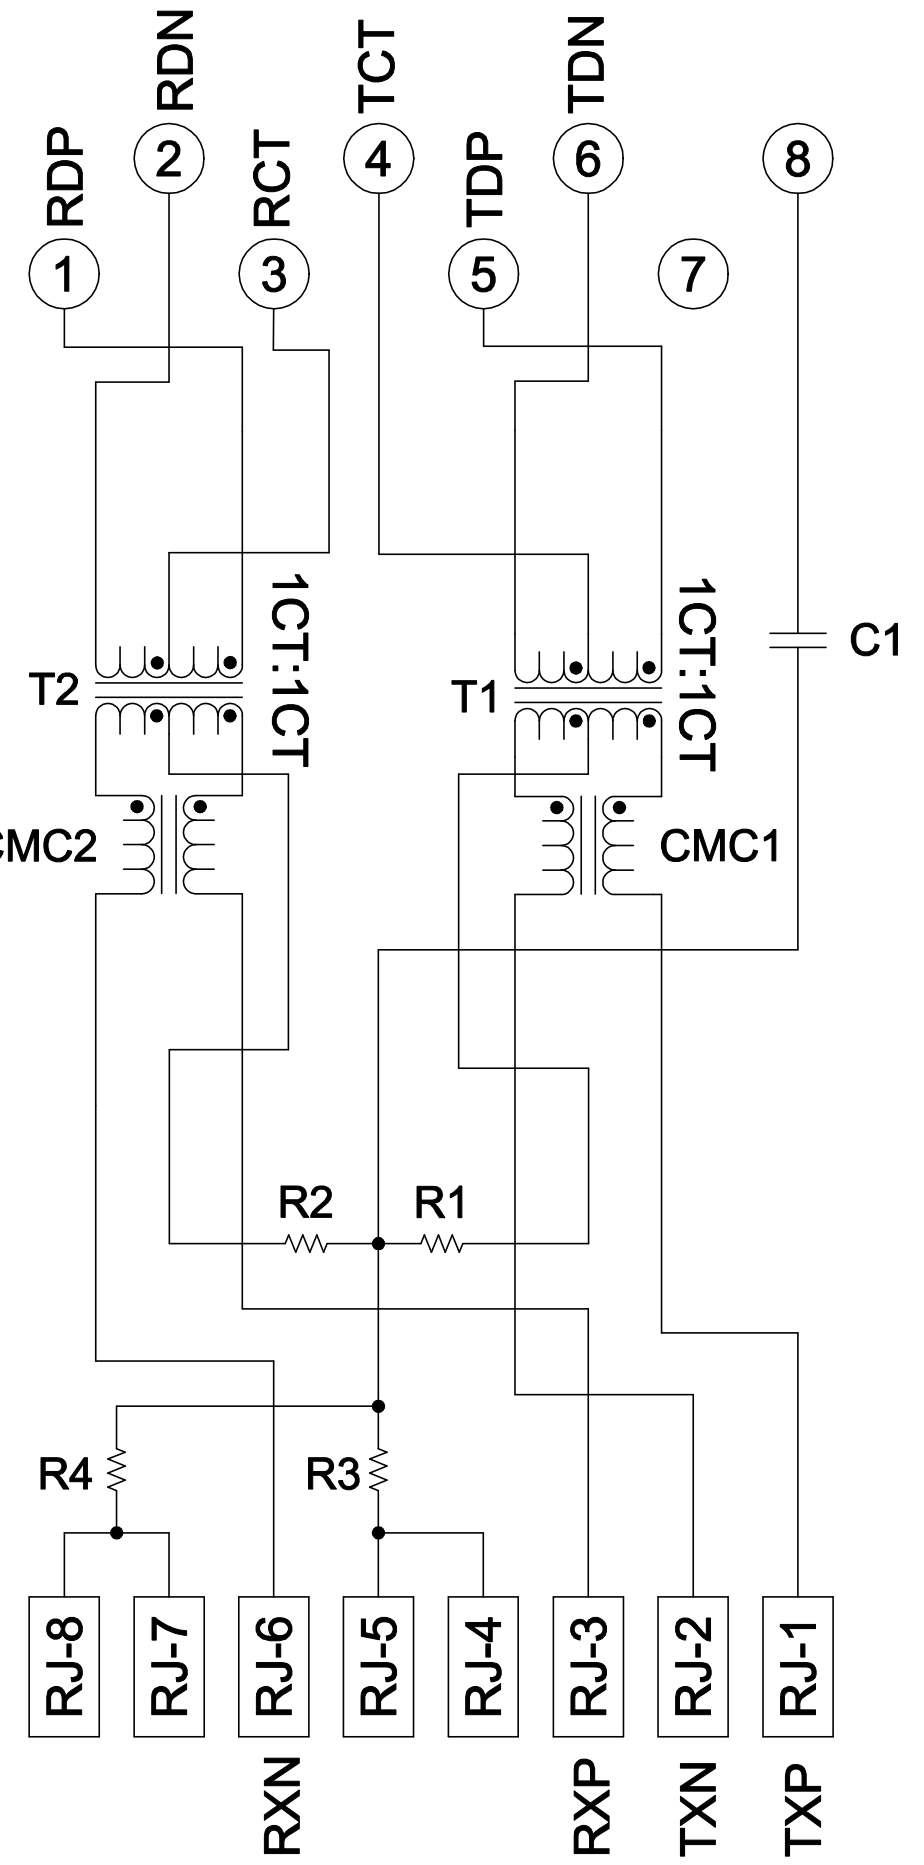 RDP
RDN
RCT
TCT
TDP
TDN
1
2
3
4
5
6
7
8
1CT:1CT
1CT:1CT
T2
T1
C1
CMC2
CMC1
R2
R1
R4
R3
RJ-8
RJ-7
RJ-6
RJ-5
RJ-4
RJ-3
RJ-2
RJ-1
RXN
RXP
TXN
TXP